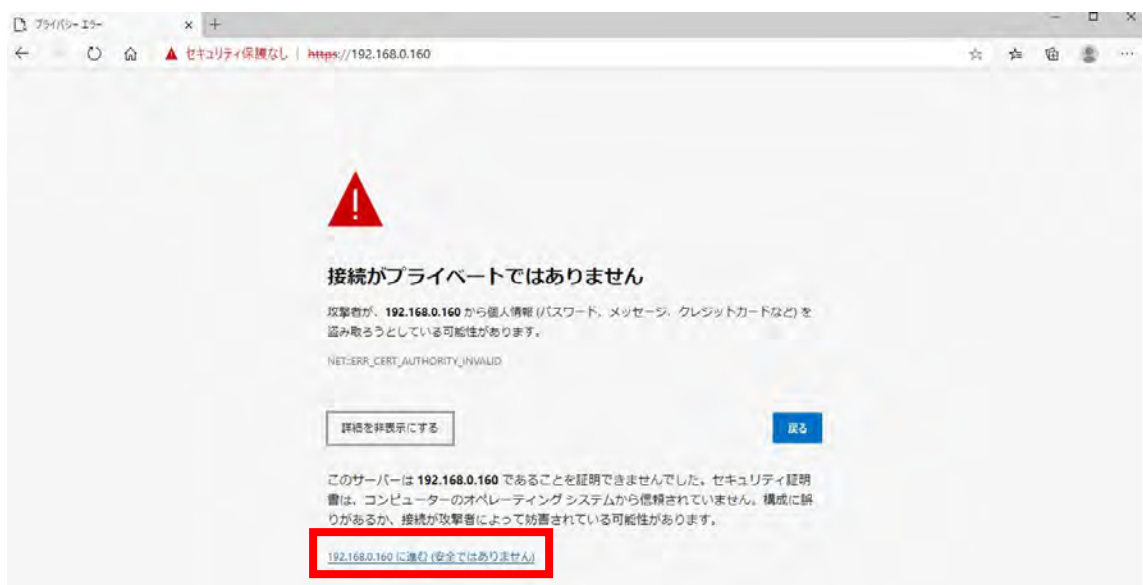 プライバシー エラー
セキュリティ保護なし | https://192.168.0.160
接続がプライベートではありません
攻撃者が、192.168.0.160 から個人情報 (パスワード、メッセージ、クレジットカードなど) を
盗み取ろうとしている可能性があります。
NET::ERR_CERT_AUTHORITY_INVALID
詳細を非表示にする
戻る
このサーバーは 192.168.0.160 であることを証明できませんでした。セキュリティ証明
書は、コンピューターのオペレーティング システムから信頼されていません。構成に誤
りがあるか、接続が攻撃者によって妨害されている可能性があります。
192.168.0.160 に進む (安全ではありません)